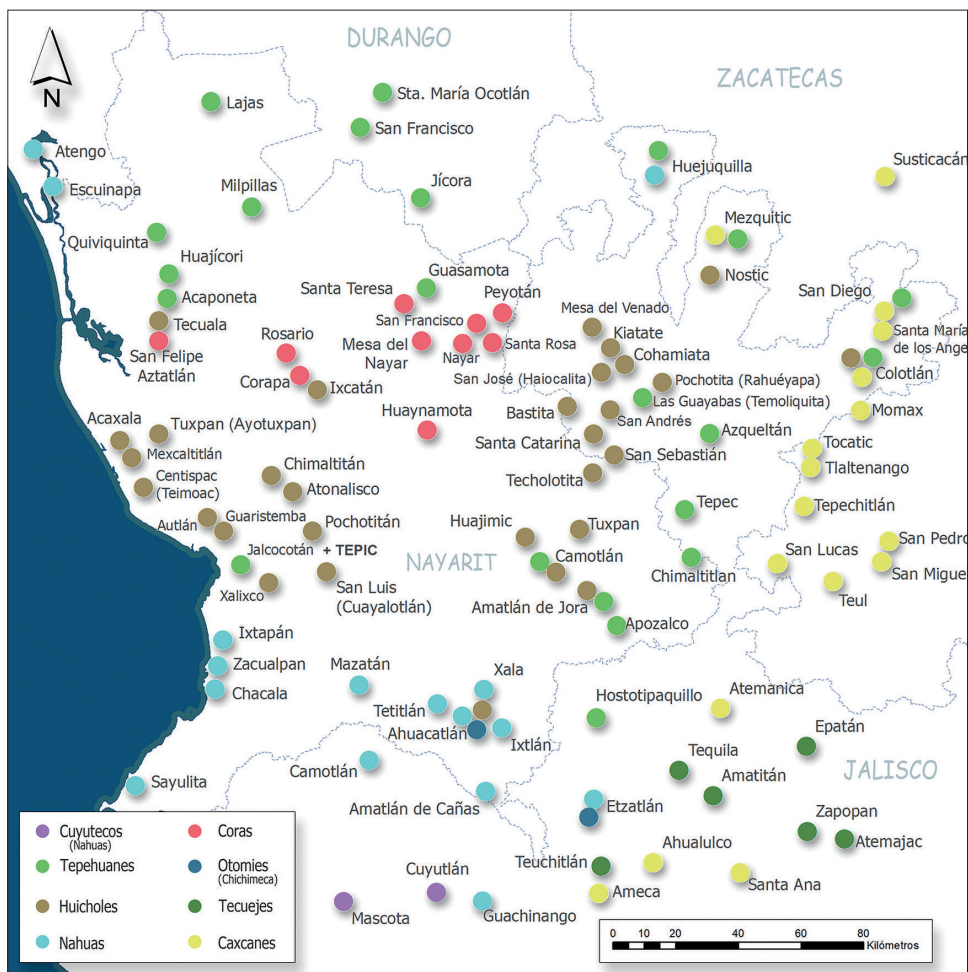 DURANGO
ZACATECAS
N
Lajas
Sta. María Ocotlán
San Francisco
Atengo
Escuinapa
Milpillas
Jícora
Huejuquilla
Susticacán
Mezquitic
Quiviquinta
Huajícori
Nostic
Acaponeta
Guasamota
Santa Teresa
Peyotán
San Diego
Tecuala
San Francisco
Mesa del Venado
Santa María
de los Ange
San Felipe
Aztatlán
Rosario
Mesa del
Nayar
Nayar
Santa Rosa
Kiatate
Cohamiata
Colotlán
Corapa
Ixcatán
San José (Haiocalita)
Pochotita (Rahuéyapa)
Las Guayabas (Temoliquita)
Acaxala
Huaynamota
Bastita
San Andrés
Momax
Tuxpan (Ayotuxpan)
Azqueltán
Mexcaltitlán
Santa Catarina
San Sebastián
Tocatic
Tlaltenango
Centispac
(Teimoac)
Chimaltitán
Atonalisco
Techolotita
Tepechitlán
Tepec
Guaristemba
Autlán
Pochotitán
Huajimic
Tuxpan
San Pedro
Jalcocotán
+ TEPIC
NAYARIT
Camotlán
Chimaltitlan
San Lucas
San Migue
Xalixco
San Luis
(Cuayalotlán)
Amatlán de Jora
Teul
Apozalco
Ixtapán
Zacualpan
Chacala
Mazatán
Xala
Hostotipaquillo
Atemanica
Tetitlán
Ahuacatlán
Ixtlán
Epatán
Camotlán
Tequila
Amatitán
JALISCO
Sayulita
Amatlán de Cañas
Etzatlán
Zapopan
Atemajac
Cuyutecos
(Nahuas)
Coras
Tepehuanes
Otomies
(Chichimeca)
Huicholes
Tecuejes
Nahuas
Caxcanes
Cuyutlán
Teuchitlán
Ahualulco
Mascota
Guachinango
Ameca
Santa Ana
0 10 20 40 60 80
Kilómetros